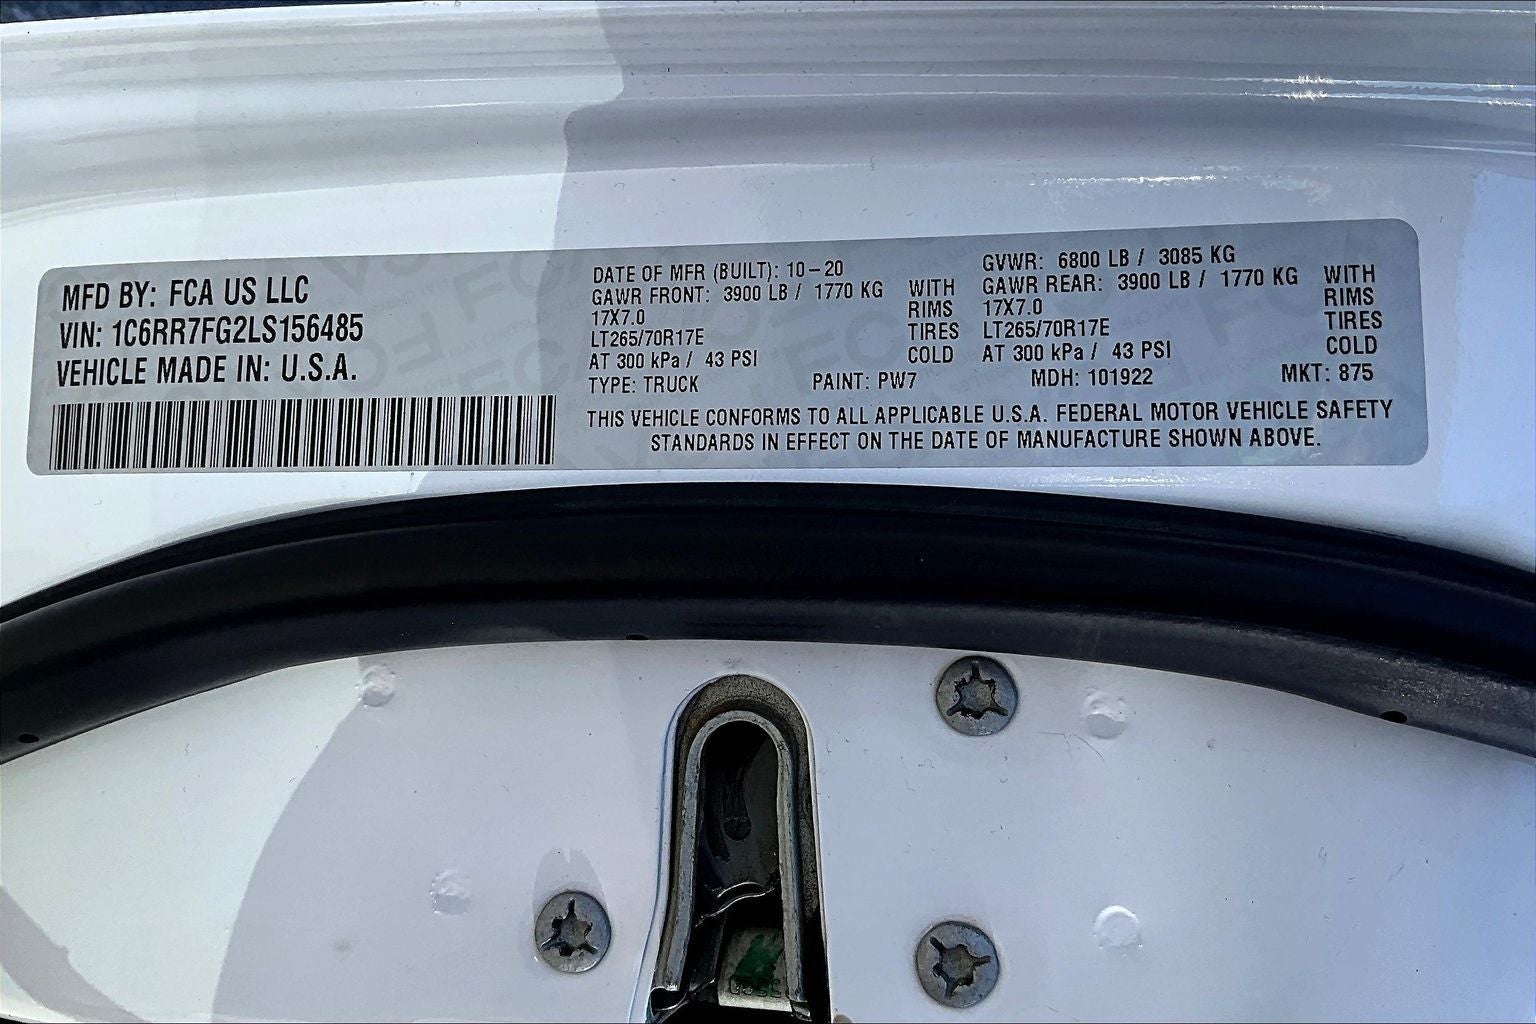 MFD BY: FCA US LLC
VIN: 1C6RR7FG2LS156485
VEHICLE MADE IN: U.S.A.
DATE OF MFR (BUILT): 10-20
GAWR FRONT: 3900 LB / 1770 KG WITH
17X7.0 RIMS
LT265/70R17E TIRES
AT 300 kPa / 43 PSI COLD
GVWR: 6800 LB / 3085 KG
GAWR REAR: 3900 LB / 1770 KG WITH
17X7.0 RIMS
LT265/70R17E TIRES
AT 300 kPa / 43 PSI COLD
TYPE: TRUCK PAINT: PW7 MDH: 101922 MKT: 875
THIS VEHICLE CONFORMS TO ALL APPLICABLE U.S.A. FEDERAL MOTOR VEHICLE SAFETY
STANDARDS IN EFFECT ON THE DATE OF MANUFACTURE SHOWN ABOVE.